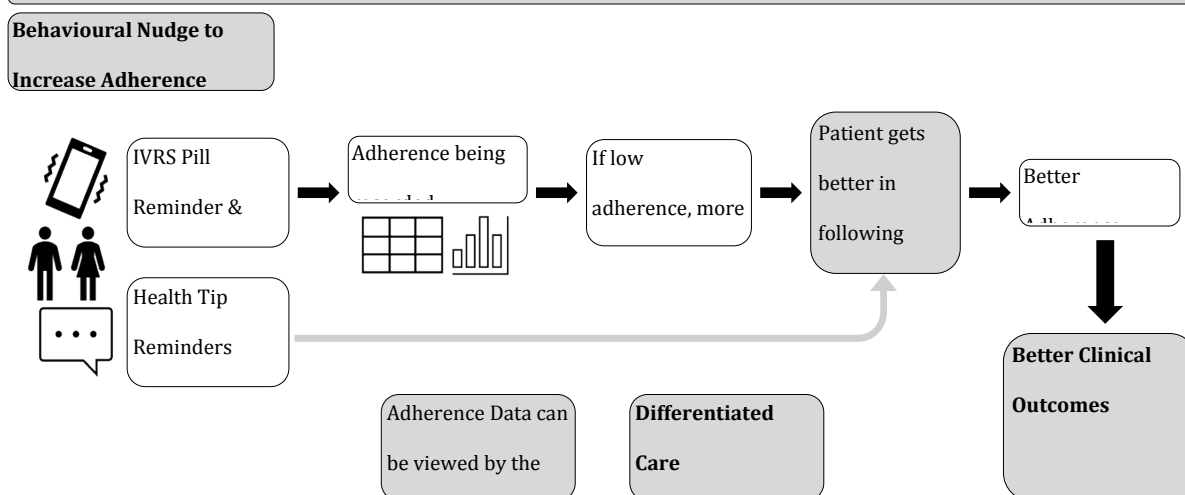 Behavioural Nudge to
Increase Adherence
IVRS Pill
Reminder &
Adherence being
If low
adherence, more
Patient gets
better in
following
Better
Health Tip
Reminders
Better Clinical
Outcomes
Adherence Data can
be viewed by the
Differentiated
Care